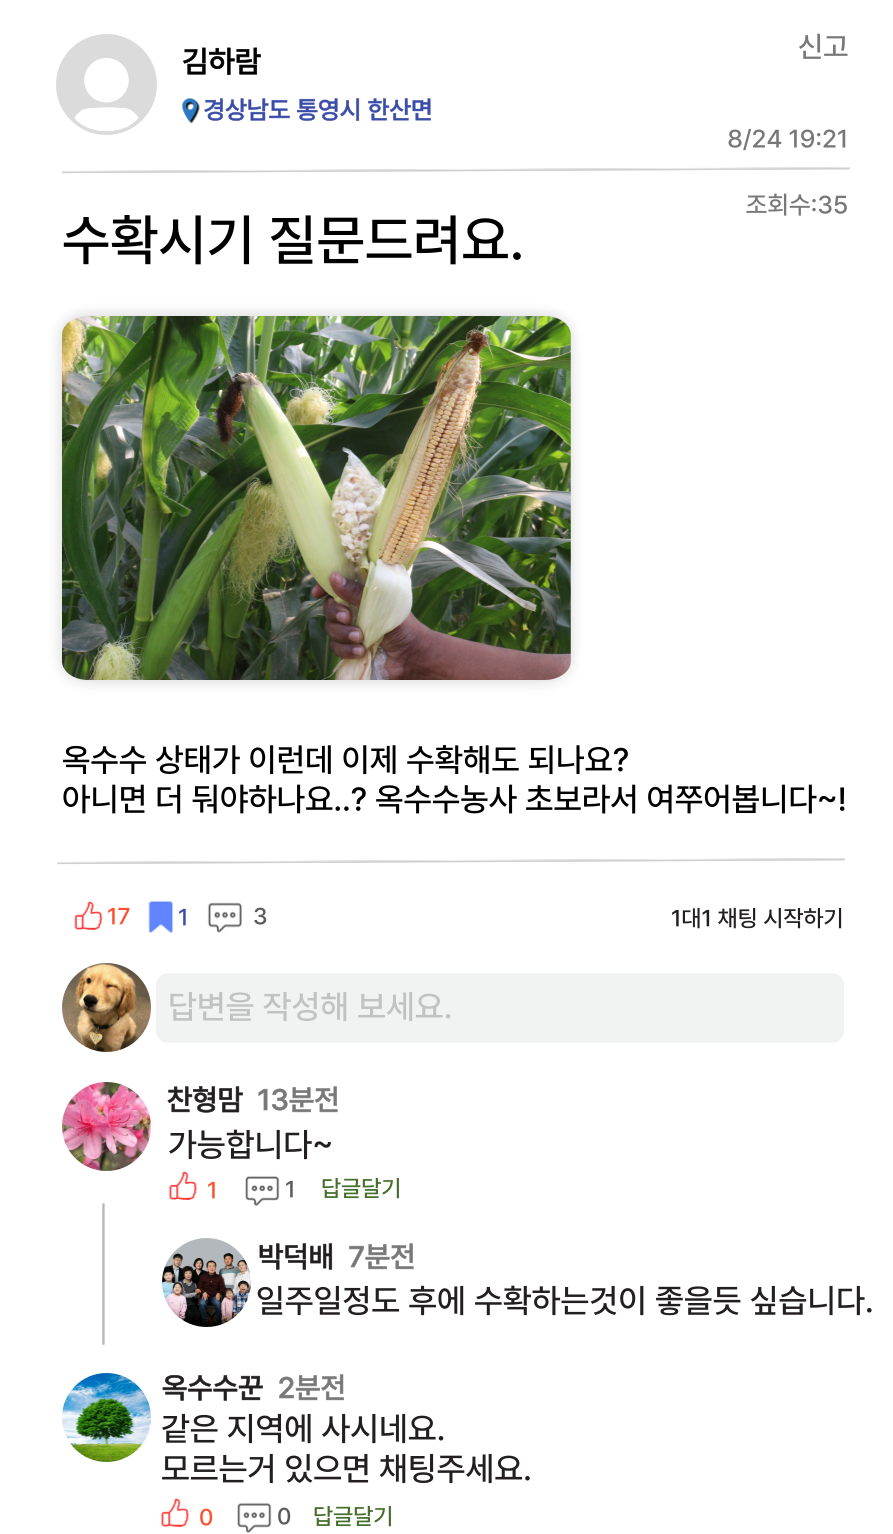 김하람
신고
경상남도 통영시 한산면
8/24 19:21
조회수:35
수확시기 질문드려요.
옥수수 상태가 이런데 이제 수확해도 되나요?
아니면 더 둬야하나요..? 옥수수농사 초보라서 여쭈어봅니다~!
17 1 3
1대1 채팅 시작하기
답변을 작성해 보세요.
찬형맘 13분전
가능합니다~
1 1 답글달기
박덕배 7분전
일주일정도 후에 수확하는것이 좋을듯 싶습니다.
옥수수꾼 2분전
같은 지역에 사시네요.
모르는거 있으면 채팅주세요.
0 0 답글달기